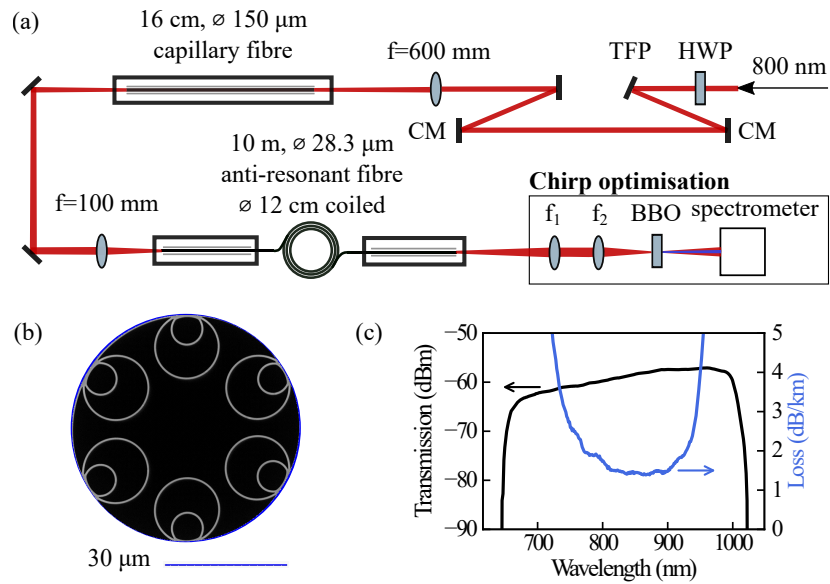 (a)
16 cm, ⌀ 150 μm
capillary fibre
f=600 mm
TFP
HWP
800 nm
CM
CM
10 m, ⌀ 28.3 μm
anti-resonant fibre
⌀ 12 cm coiled
f=100 mm
Chirp optimisation
f₁
f₂
BBO
spectrometer
(b)
30 μm
(c)
Transmission (dBm)
−50
−60
−70
−80
−90
700
800
900
1000
Wavelength (nm)
5
4
3
2
1
0
Loss (dB/km)